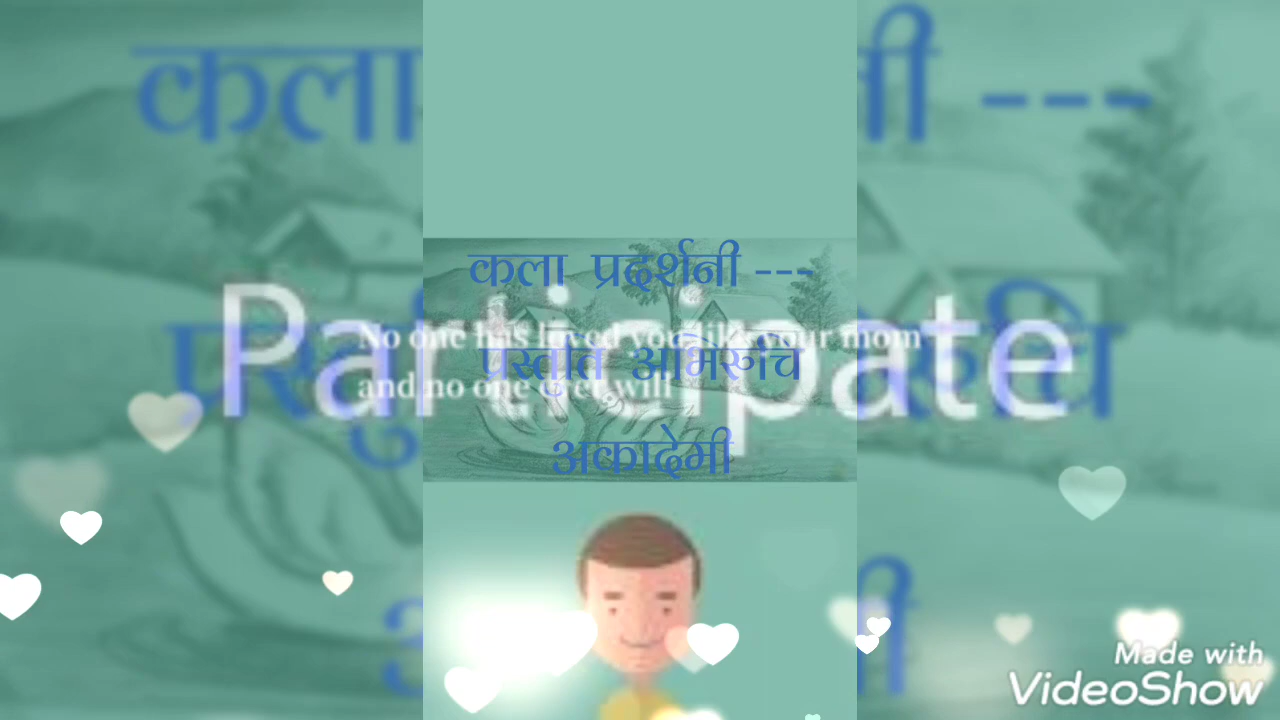 कला प्रदर्शनी ---
Participate
No one has loved you like your mom
प्रस्तुति अभिरुचि
and no one ever will
अकादेमी
Made with
VideoShow